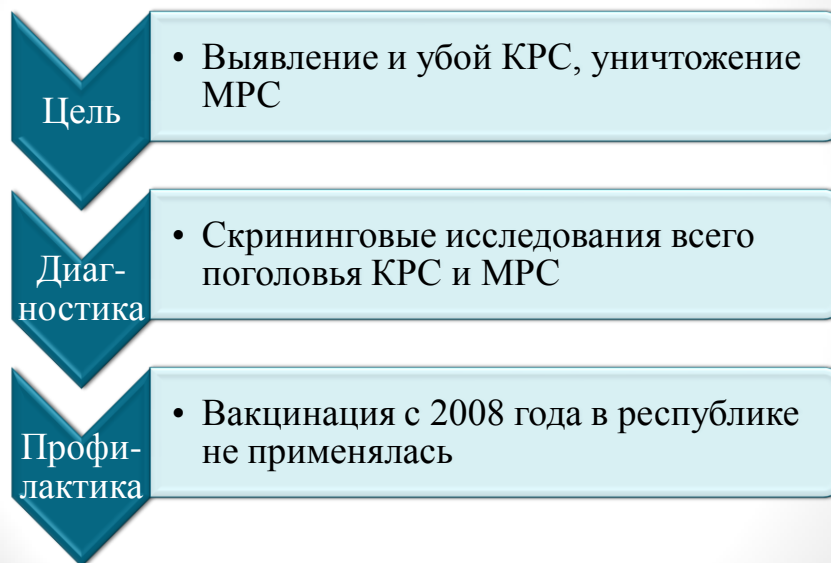 Цель
• Выявление и убой КРС, уничтожение
МРС
Диаг-
ностика
• Скрининговые исследования всего
поголовья КРС и МРС
Профи-
лактика
• Вакцинация с 2008 года в республике
не применялась